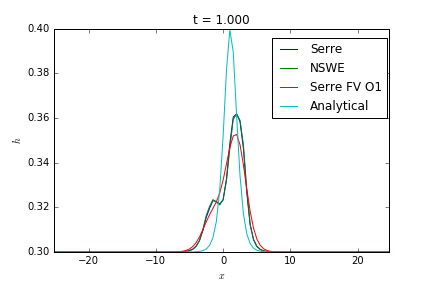 t = 1.000
0.40
0.38
0.36
0.34
0.32
0.30
h
−20
−10
0
10
20
x
Serre
NSWE
Serre FV O1
Analytical